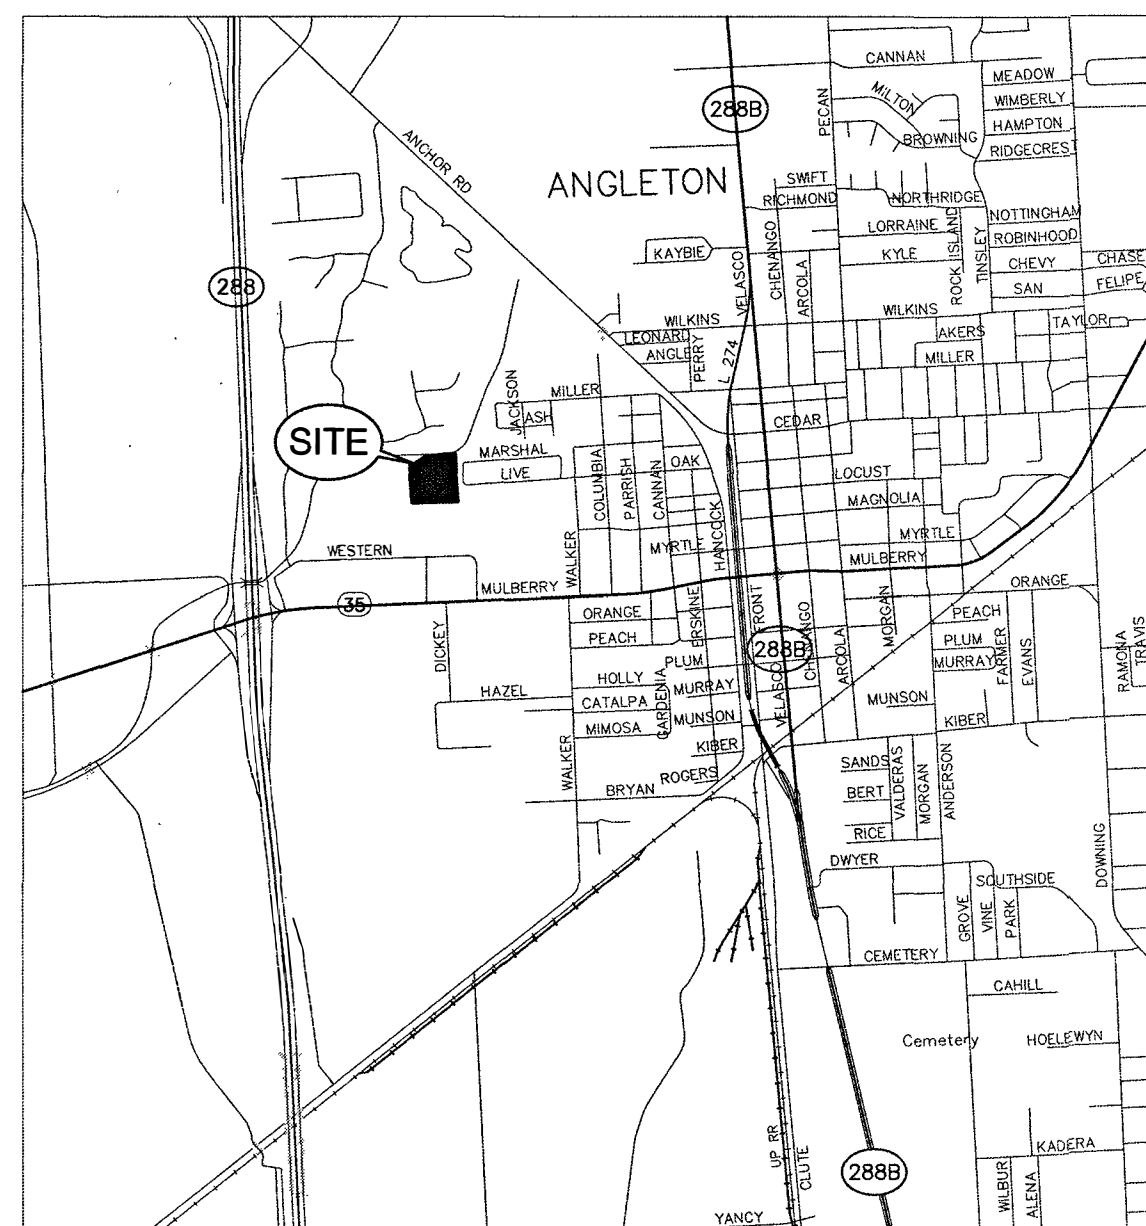 CANNAN
MEADOW
MILTON
WIMBERLY
288B
PECAN
HAMPTON
BROWNING
RIDGECREST
ANCHOR RD
ANGLETON
SWIFT
RICHMOND
NORTHRIDGE
NOTTINGHAM
LORRAINE
ROBINHOOD
KAYBIE
KYLE
CHENANGO
ROCK ISLAND
TINSLEY
CHEVY
CHASE
288
VELASCO
ARCOLA
SAN
FELIPE
WILKINS
WILKINS
LEONARD
AKERS
TAYLOR
ANGLE
PERRY
L 274
MILLER
JACKSON
MILLER
ASH
CEDAR
SITE
MARSHAL
LIVE
COLUMBIA
PARRISH
CANNAN
OAK
LOCUST
MAGNOLIA
HANCOCK
WALKER
MYRTLE
MYRTLE
WESTERN
MULBERRY
MULBERRY
ORANGE
35
ORANGE
ERSKINE
FRONT
MORGAN
PEACH
PEACH
CHENANGO
PLUM
DICKEY
288B
ARCOLA
FARMER
EVANS
RAMONA
TRAVIS
PLUM
MURRAY
HOLLY
HAZEL
GARDENIA
MURRAY
VELASCO
MUNSON
CATALPA
MIMOSA
MUNSON
KIBER
KIBER
WALKER
ROGERS
SANDS
VALDERAS
MORGAN
ANDERSON
BRYAN
BERT
RICE
DWYER
DOWNING
SOUTHSIDE
GROVE
VINE
PARK
CEMETERY
CAHILL
Cemetery
HOELEWYN
UP RR
CLUTE
KADERA
288B
WILBUR
ALENA
YANCY